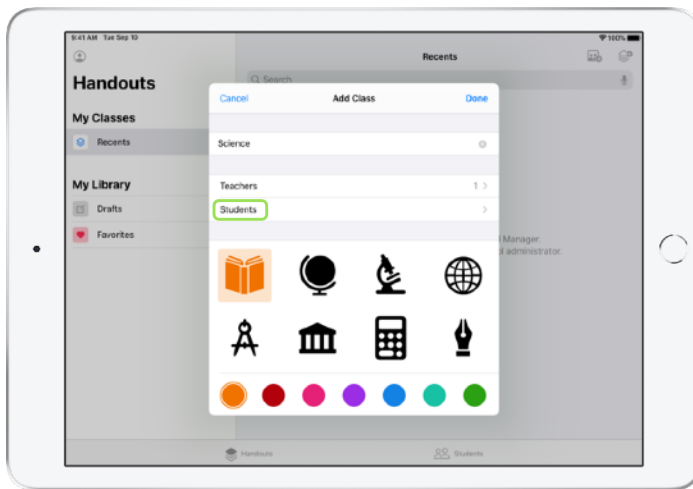 9:41 AM Tue Sep 10
100%
Recents
Handouts
Search
My Classes
Recents
My Library
Drafts
Favorites
Cancel
Add Class
Done
Science
Teachers
1
Students
Manager.
administrator.
Handouts
Students